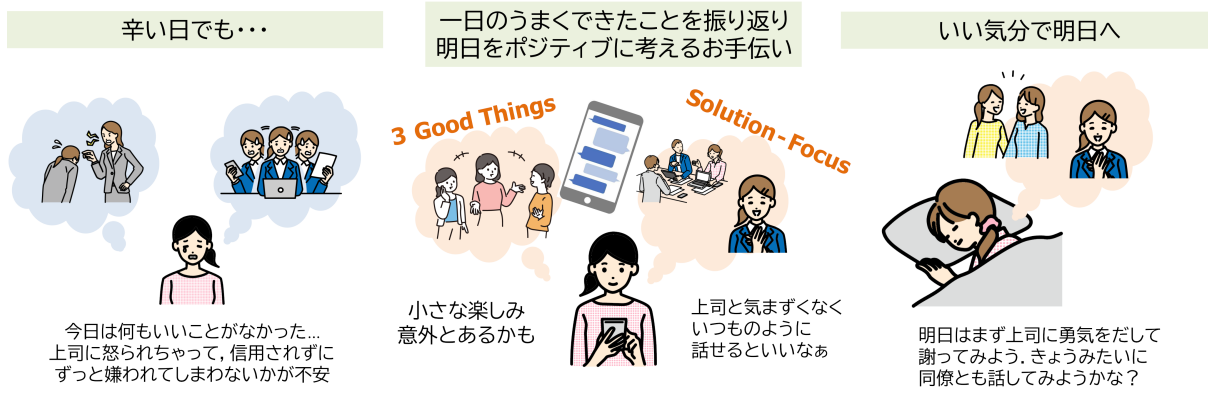 辛い日でも・・・
今日は何もいいことがなかった...
上司に怒られちゃって，信用されずに
ずっと嫌われてしまわないかが不安
一日のうまくできたことを振り返り
明日をポジティブに考えるお手伝い
3 Good Things
Solution-Focus
小さな楽しみ
意外とあるかも
上司と気まずくなく
いつものように
話せるといいなぁ
いい気分で明日へ
明日はまず上司に勇気をだして
謝ってみよう．きょうみたいに
同僚とも話してみようかな？